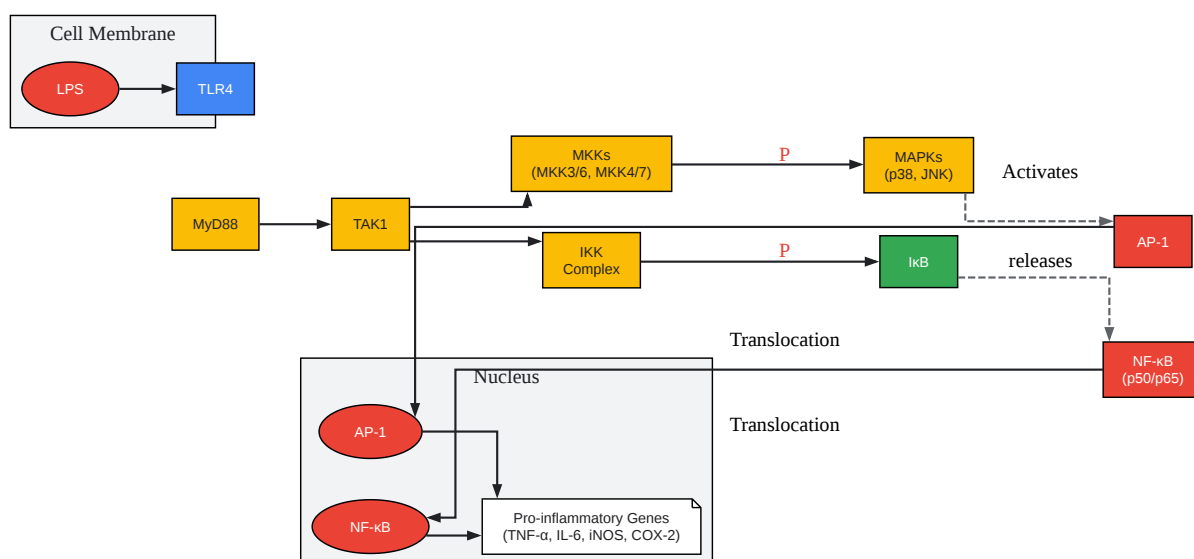 Cell Membrane
LPS
TLR4
MKKs
(MKK3/6, MKK4/7)
P
MAPKs
(p38, JNK)
Activates
MyD88
TAK1
AP-1
IKK
Complex
P
IκB
releases
Translocation
NF-κB
(p50/p65)
Nucleus
Translocation
AP-1
NF-κB
Pro-inflammatory Genes
(TNF-α, IL-6, iNOS, COX-2)